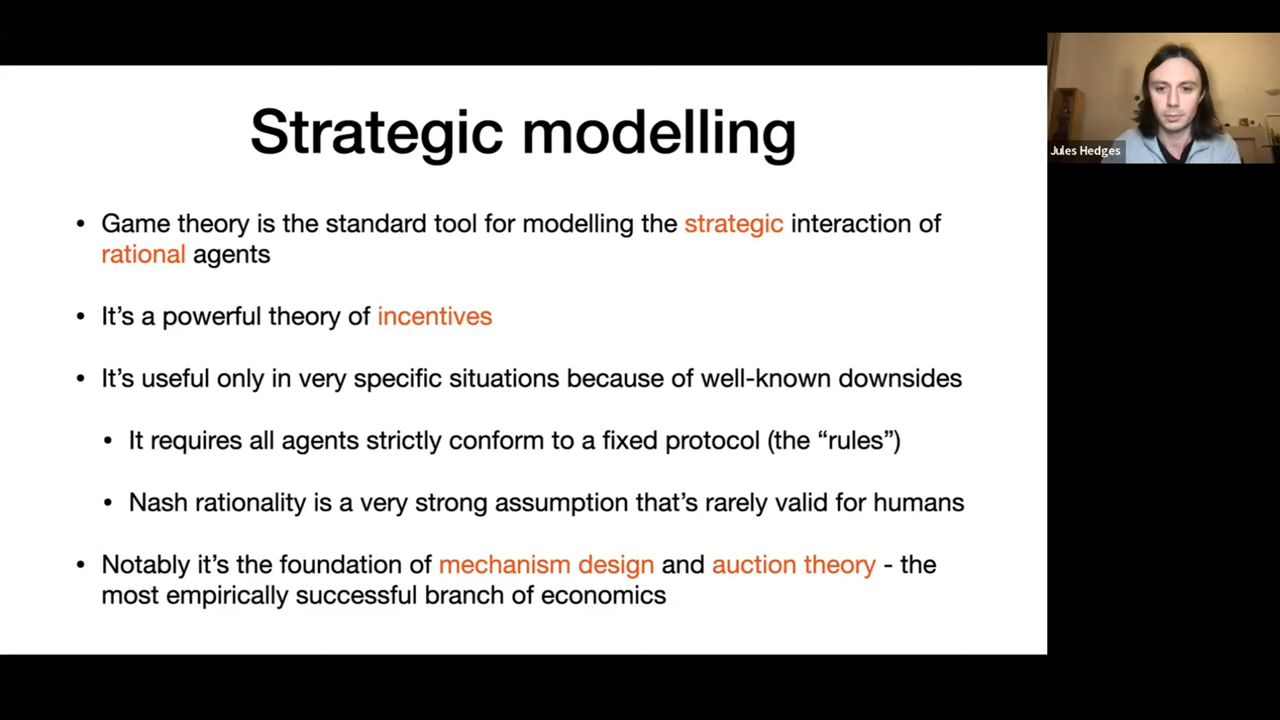 Strategic modelling
• Game theory is the standard tool for modelling the strategic interaction of
rational agents
• It’s a powerful theory of incentives
• It’s useful only in very specific situations because of well-known downsides
• It requires all agents strictly conform to a fixed protocol (the “rules”)
• Nash rationality is a very strong assumption that’s rarely valid for humans
• Notably it’s the foundation of mechanism design and auction theory - the
most empirically successful branch of economics
Jules Hedges